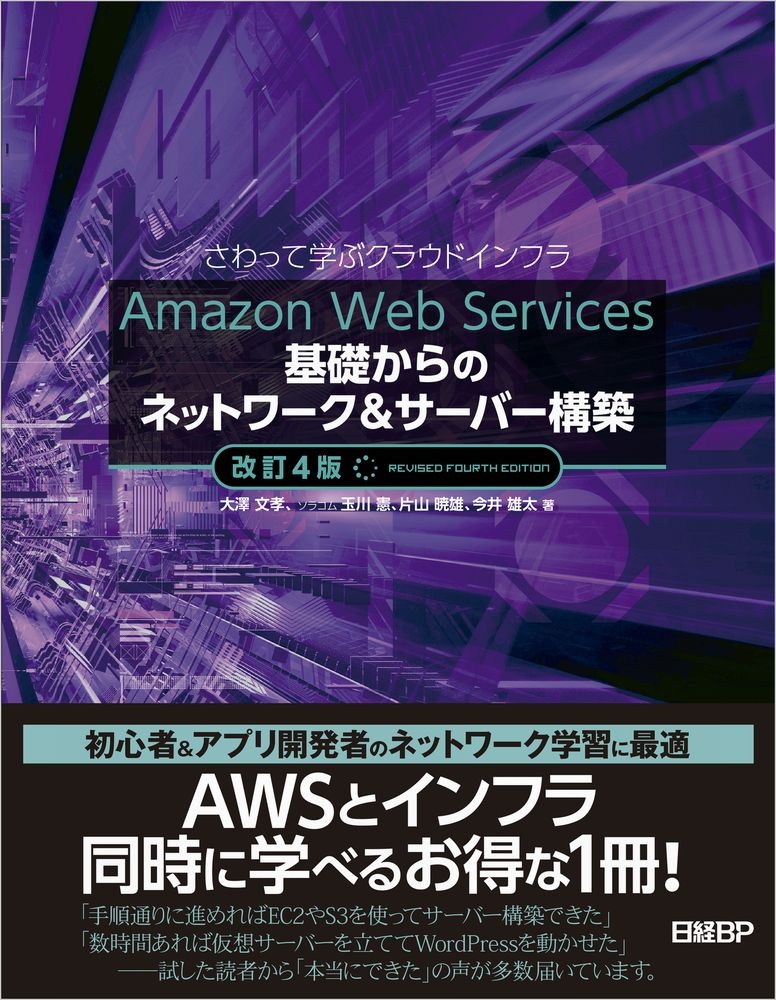 さわって学ぶクラウドインフラ
Amazon Web Services
基礎からの
ネットワーク&サーバー構築
改訂4版 REVISED FOURTH EDITION
大澤 文孝、ソラコム 玉川 憲、片山 暁雄、今井 雄太 著
初心者&アプリ開発者のネットワーク学習に最適
AWSとインフラ
同時に学べるお得な1冊!
「手順通りに進めればEC2やS3を使ってサーバー構築できた」
「数時間あれば仮想サーバーを立ててWordPressを動かせた」
──試した読者から「本当にできた」の声が多数届いています。
日経BP